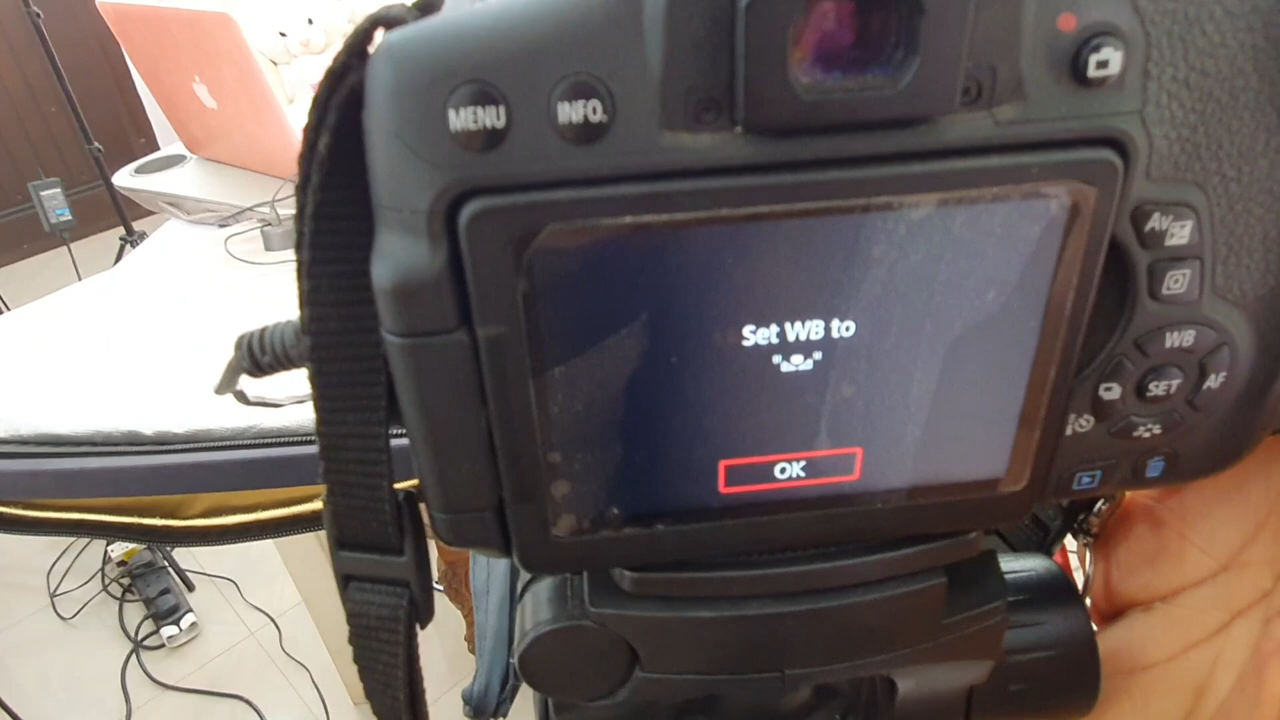 MENU INFO.
Set WB to
" "
OK
Av
Q
WB
SET AF